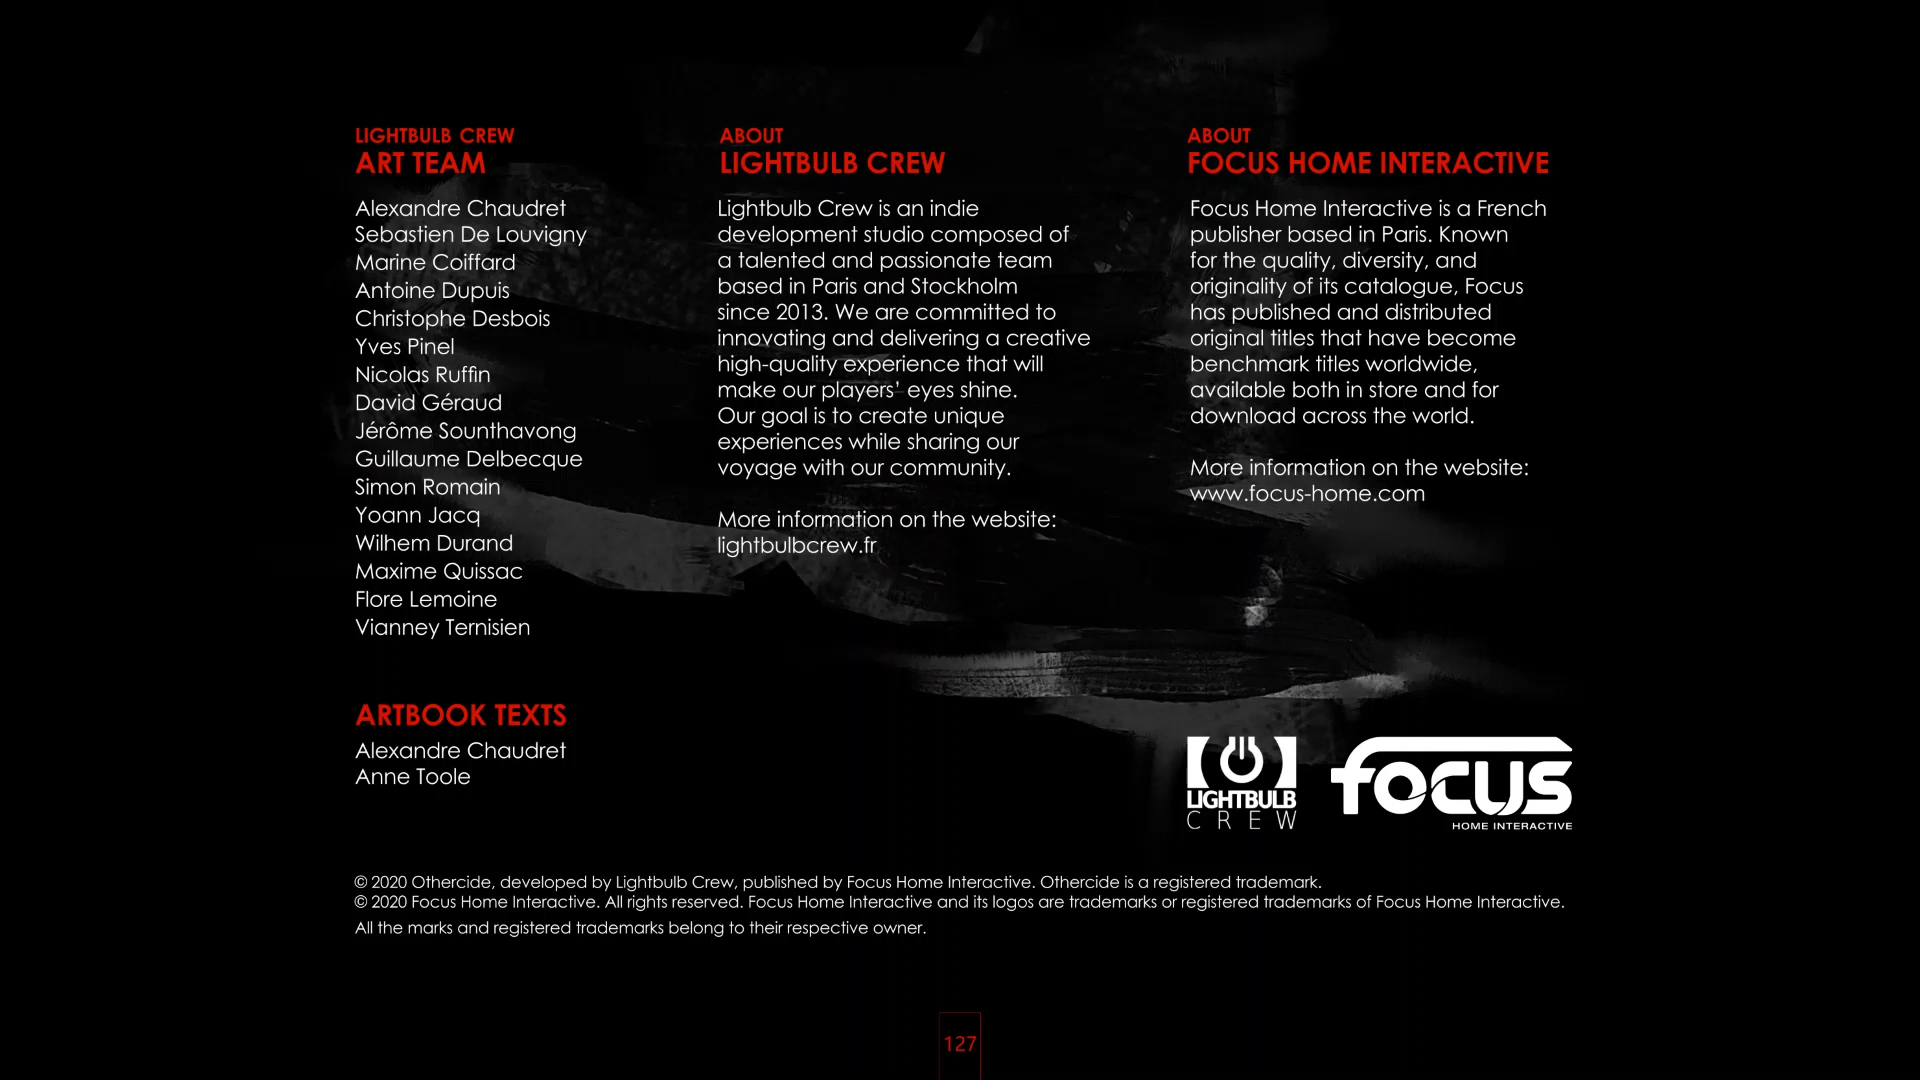 LIGHTBULB CREW
ART TEAM
Alexandre Chaudret
Sebastien De Louvigny
Marine Coiffard
Antoine Dupuis
Christophe Desbois
Yves Pinel
Nicolas Ruffin
David Géraud
Jérôme Sounthavong
Guillaume Delbecque
Simon Romain
Yoann Jacq
Wilhem Durand
Maxime Quissac
Flore Lemoine
Vianney Ternisien
ARTBOOK TEXTS
Alexandre Chaudret
Anne Toole
ABOUT
LIGHTBULB CREW
Lightbulb Crew is an indie
development studio composed of
a talented and passionate team
based in Paris and Stockholm
since 2013. We are committed to
innovating and delivering a creative
high-quality experience that will
make our players’ eyes shine.
Our goal is to create unique
experiences while sharing our
voyage with our community.
More information on the website:
lightbulbcrew.fr
ABOUT
FOCUS HOME INTERACTIVE
Focus Home Interactive is a French
publisher based in Paris. Known
for the quality, diversity, and
originality of its catalogue, Focus
has published and distributed
original titles that have become
benchmark titles worldwide,
available both in store and for
download across the world.
More information on the website:
www.focus-home.com
LIGHTBULB
CREW
focus
HOME INTERACTIVE
© 2020 Othercide, developed by Lightbulb Crew, published by Focus Home Interactive. Othercide is a registered trademark.
© 2020 Focus Home Interactive. All rights reserved. Focus Home Interactive and its logos are trademarks or registered trademarks of Focus Home Interactive.
All the marks and registered trademarks belong to their respective owner.
127